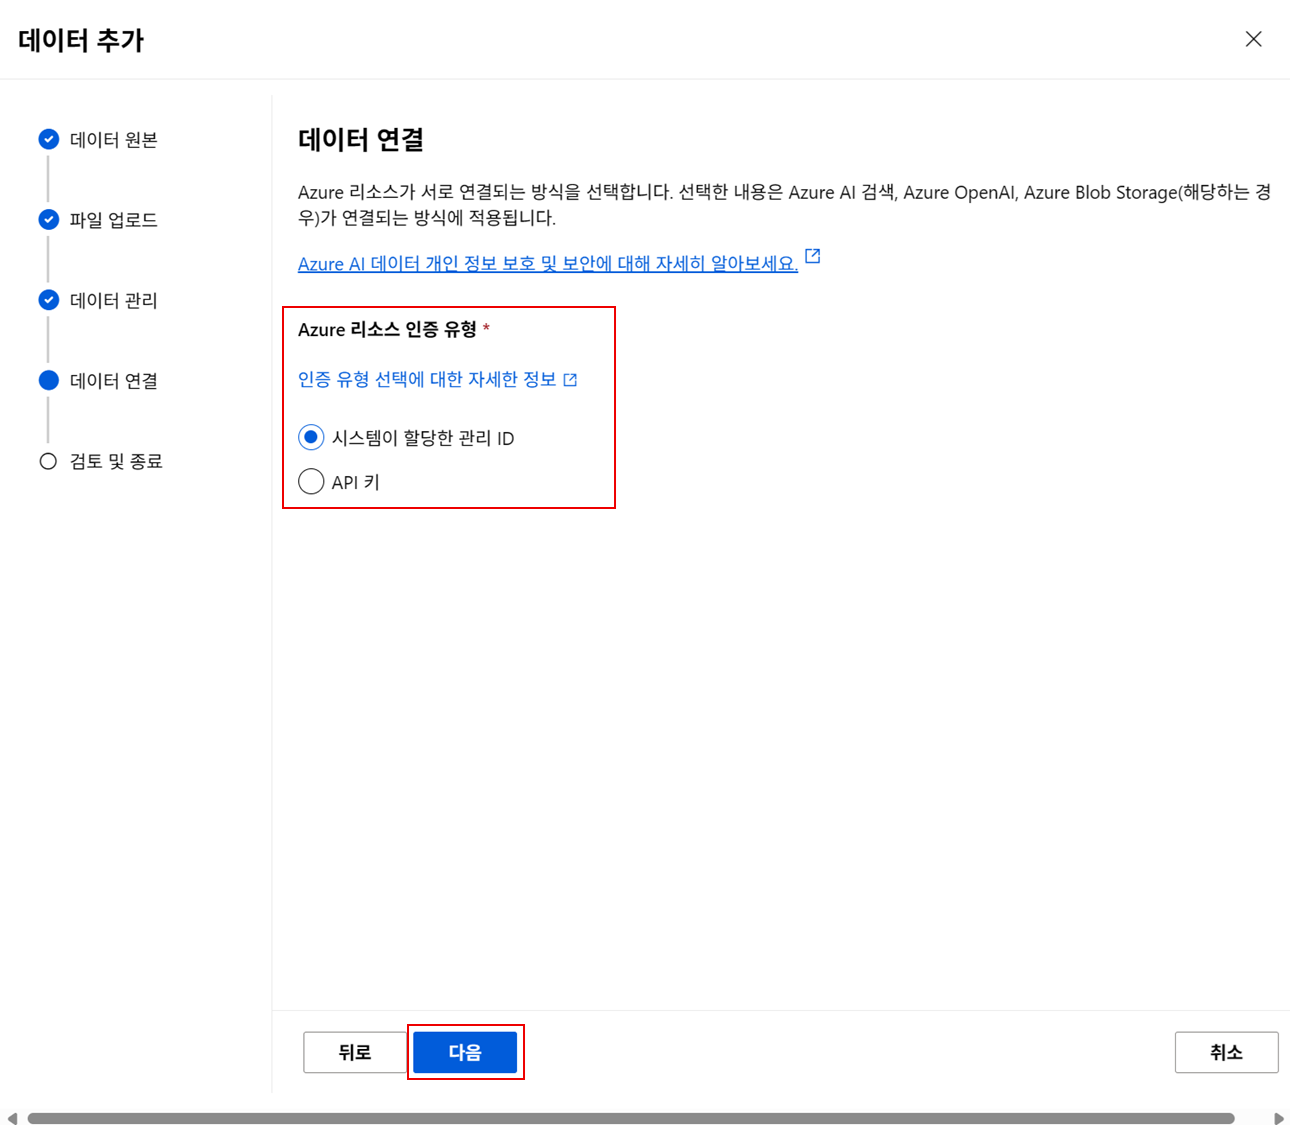 데이터 추가
데이터 원본
파일 업로드
데이터 관리
데이터 연결
검토 및 종료
데이터 연결
Azure 리소스가 서로 연결되는 방식을 선택합니다. 선택한 내용은 Azure AI 검색, Azure OpenAI, Azure Blob Storage(해당하는 경
우)가 연결되는 방식에 적용됩니다.
Azure AI 데이터 개인 정보 보호 및 보안에 대해 자세히 알아보세요.
Azure 리소스 인증 유형 *
인증 유형 선택에 대한 자세한 정보
시스템이 할당한 관리 ID
API 키
뒤로
다음
취소